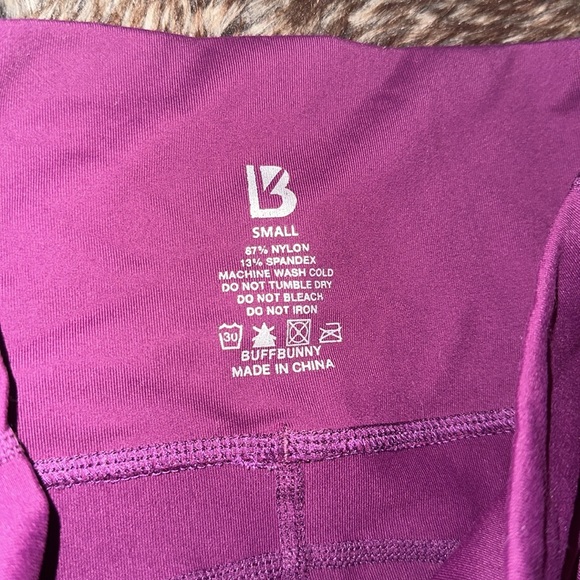 B
SMALL
87% NYLON
13% SPANDEX
MACHINE WASH COLD
DO NOT TUMBLE DRY
DO NOT BLEACH
DO NOT IRON
30
BUFFBUNNY
MADE IN CHINA